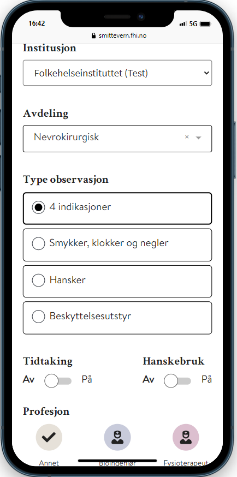 16:42
5G
smittevern.fhi.no
Institusjon
Folkehelseinstituttet (Test)
Avdeling
Nevrokirurgisk
Type observasjon
4 indikasjoner
Smykker, klokker og negler
Hansker
Beskyttelsesutstyr
Tidtaking Hanskebruk
Av På Av På
Profesjon
Annet Bioingeniør Fysioterapeut